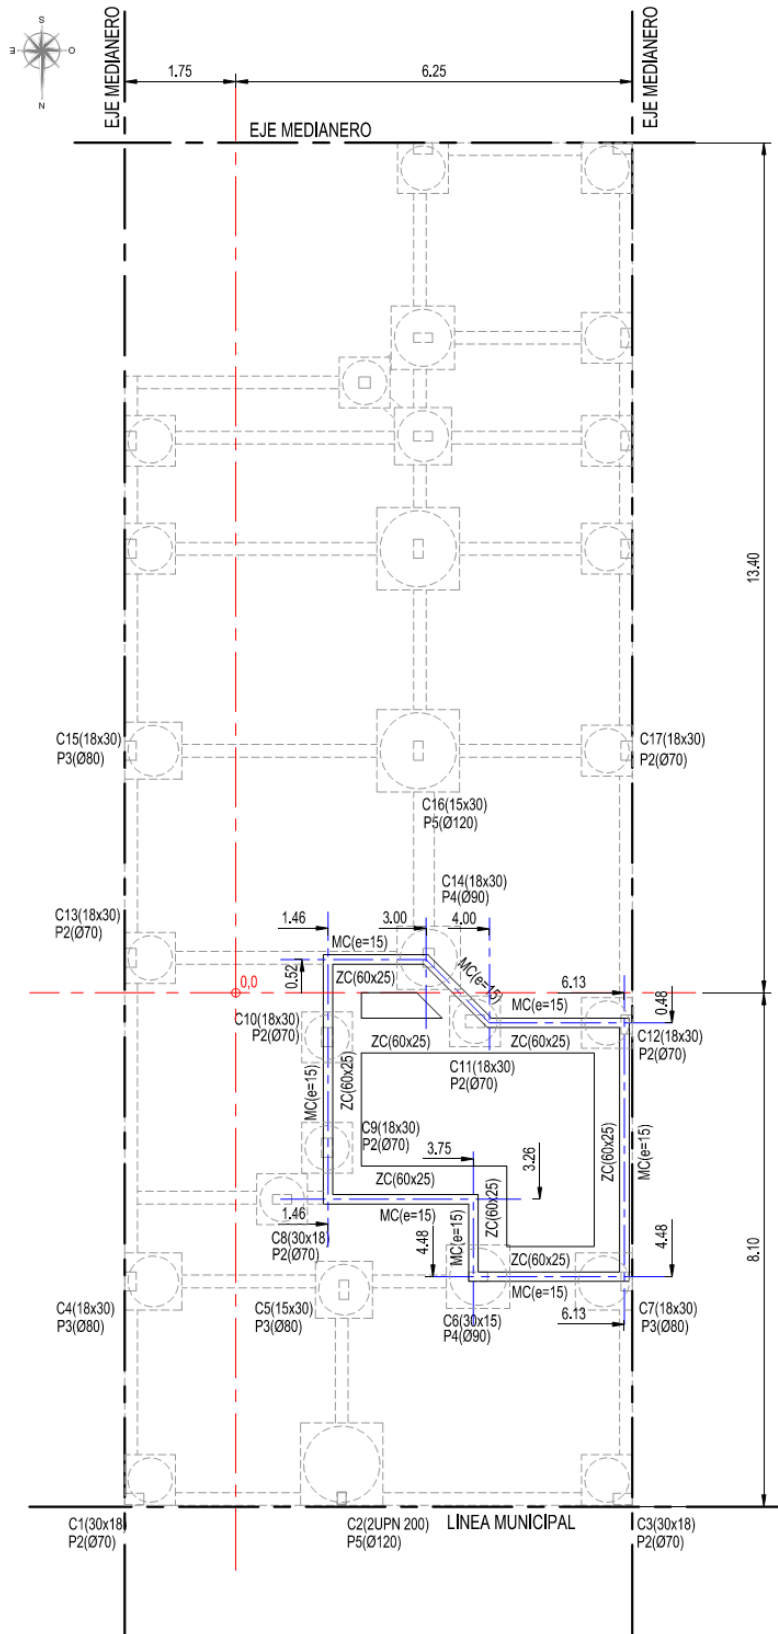 S
E
O
N
EJE MEDIANERO
1.75
6.25
EJE MEDIANERO
EJE MEDIANERO
13.40
C15(18x30)
P3(Ø80)
C17(18x30)
P2(Ø70)
C16(15x30)
P5(Ø120)
C14(18x30)
P4(Ø90)
C13(18x30)
P2(Ø70)
1.46
3.00
4.00
MC(e=15)
ZC(60x25)
MC(e=15)
0.52
0,0
6.13
0.48
MC(e=15)
C10(18x30)
P2(Ø70)
ZC(60x25)
ZC(60x25)
C12(18x30)
P2(Ø70)
C11(18x30)
P2(Ø70)
MC(e=15)
ZC(60x25)
C9(18x30)
P2(Ø70)
3.75
3.26
ZC(60x25)
MC(e=15)
ZC(60x25)
MC(e=15)
1.46
MC(e=15)
ZC(60x25)
C8(30x18)
P2(Ø70)
4.48
ZC(60x25)
4.48
8.10
MC(e=15)
C4(18x30)
P3(Ø80)
C5(15x30)
P3(Ø80)
C6(30x15)
P4(Ø90)
6.13
C7(18x30)
P3(Ø80)
C1(30x18)
P2(Ø70)
C2(2UPN 200)
P5(Ø120)
LINEA MUNICIPAL
C3(30x18)
P2(Ø70)